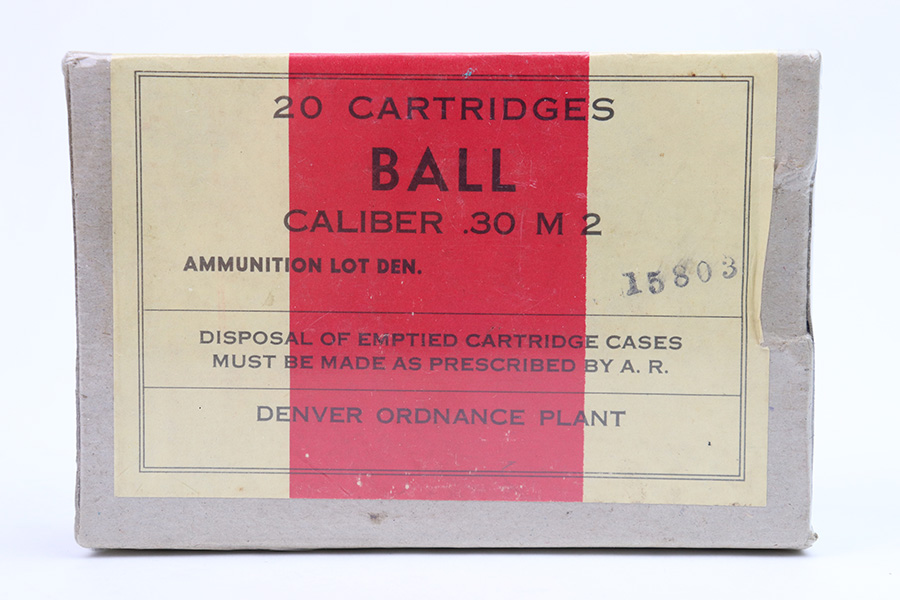 20 CARTRIDGES
BALL
CALIBER .30 M 2
AMMUNITION LOT DEN. 15803
DISPOSAL OF EMPTIED CARTRIDGE CASES
MUST BE MADE AS PRESCRIBED BY A. R.
DENVER ORDNANCE PLANT